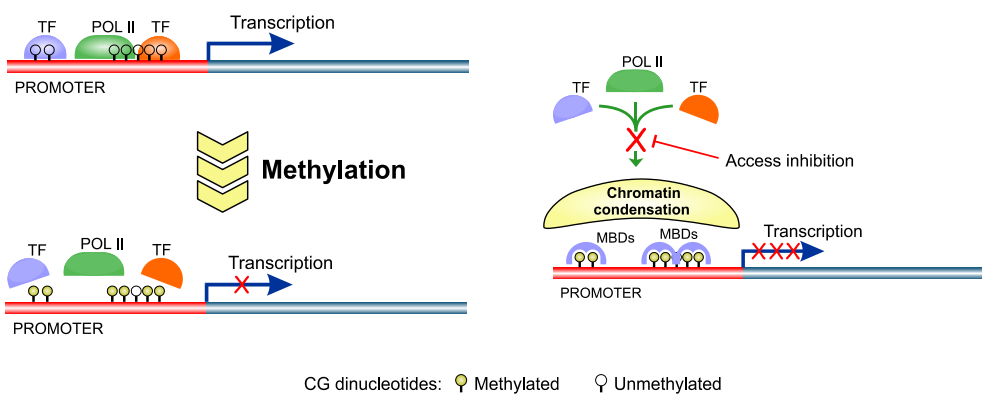 TF POL II TF
Transcription
PROMOTER
Methylation
TF POL II TF
Transcription
PROMOTER
POL II
TF TF
Access inhibition
Chromatin
condensation
MBDs MBDs
Transcription
PROMOTER
CG dinucleotides: Methylated Unmethylated